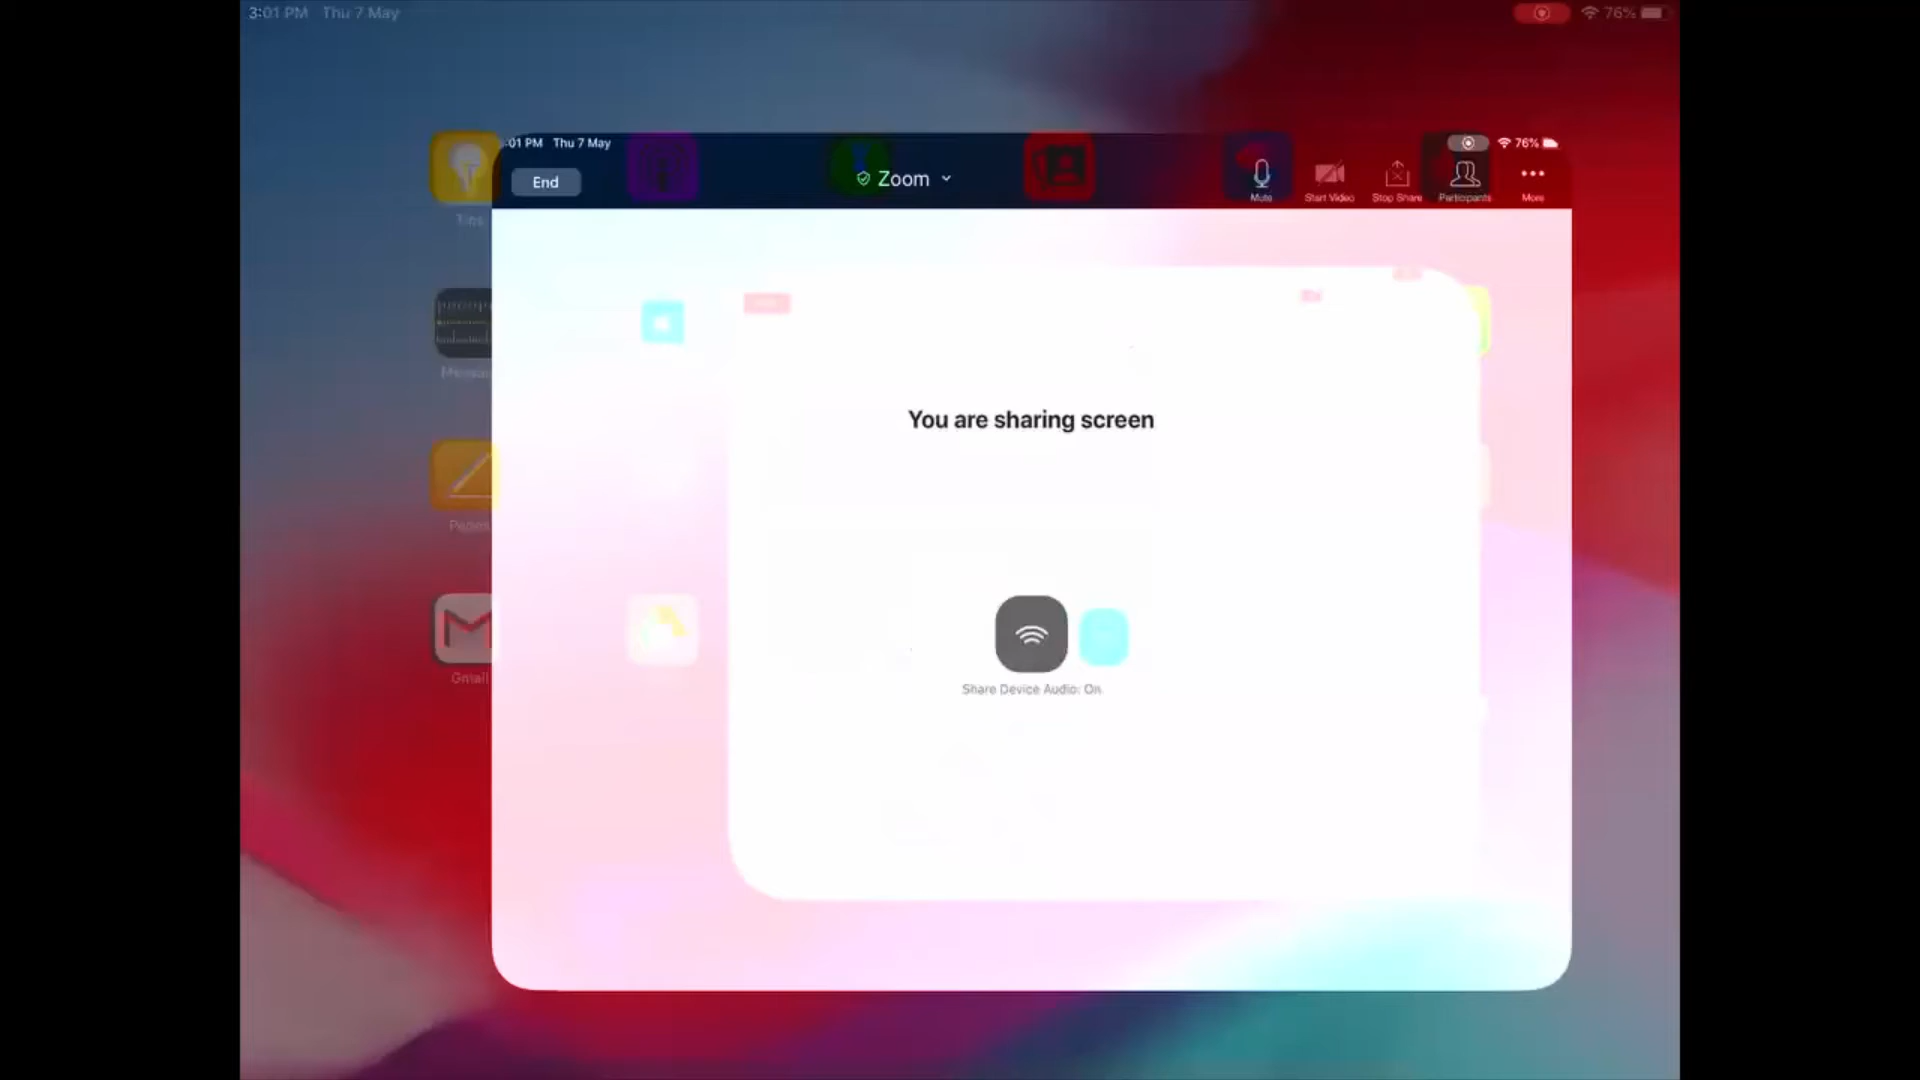 3:01 PM Thu 7 May
76%
:01 PM Thu 7 May
76%
End
Zoom
Mute
Start Video
Stop Share
Participants
More
Tips
You are sharing screen
Share Device Audio: On
Gmail